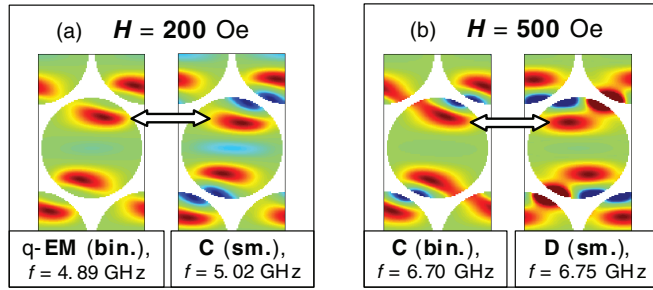 (a) H = 200 Oe
(b) H = 500 Oe
q-EM (bin.),
f = 4.89 GHz
C (sm.),
f = 5.02 GHz
C (bin.),
f = 6.70 GHz
D (sm.),
f = 6.75 GHz